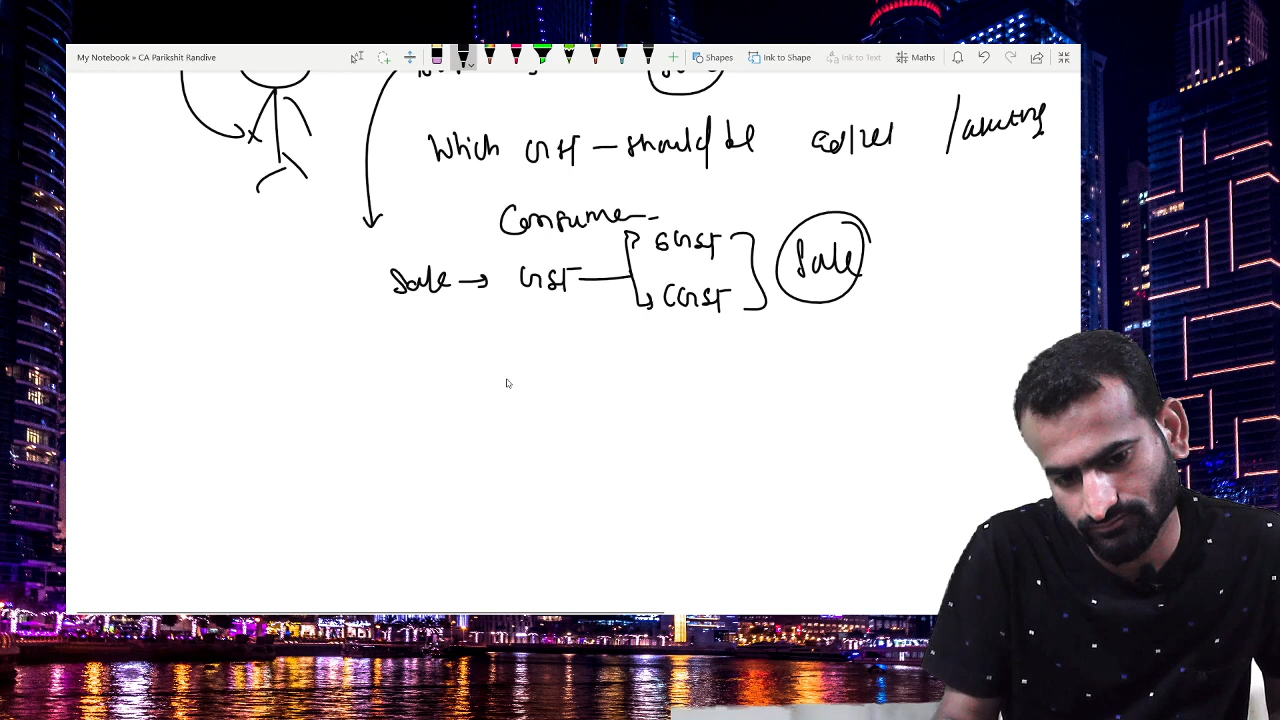 My Notebook » CA Parikshit Randive
Shapes
Ink to Shape
Ink to Text
Maths
Which GST – should be
Consumer
SGST
Sale → GST
CGST
Sale